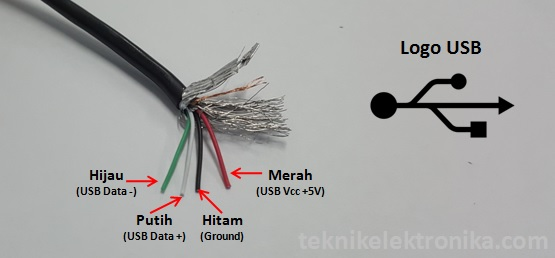 Logo USB
Hijau
(USB Data -)
Merah
(USB Vcc +5V)
Putih
(USB Data +)
Hitam
(Ground)
teknikelektronika.com